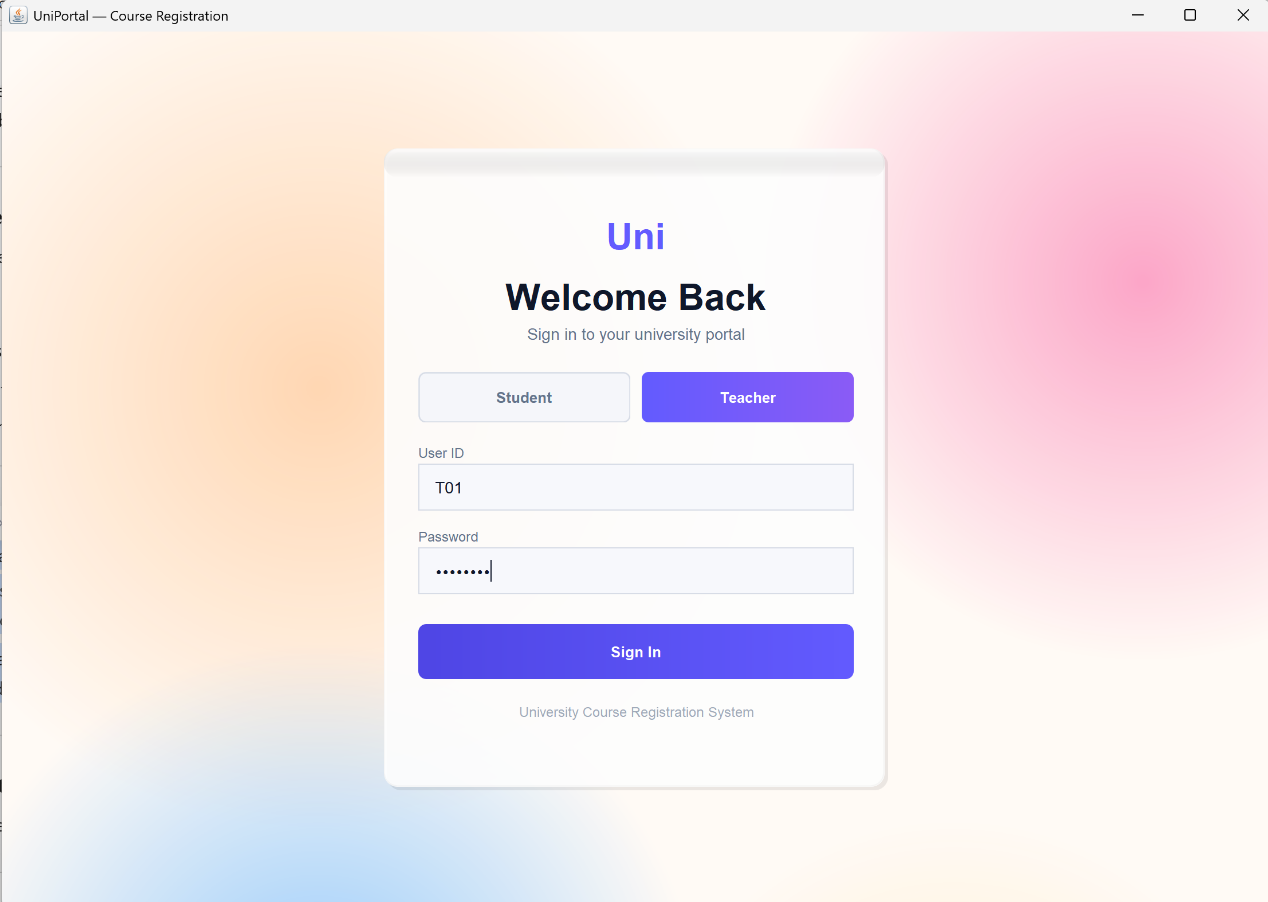 UniPortal — Course Registration
Uni
Welcome Back
Sign in to your university portal
Student Teacher
User ID
T01
Password
••••••••
Sign In
University Course Registration System